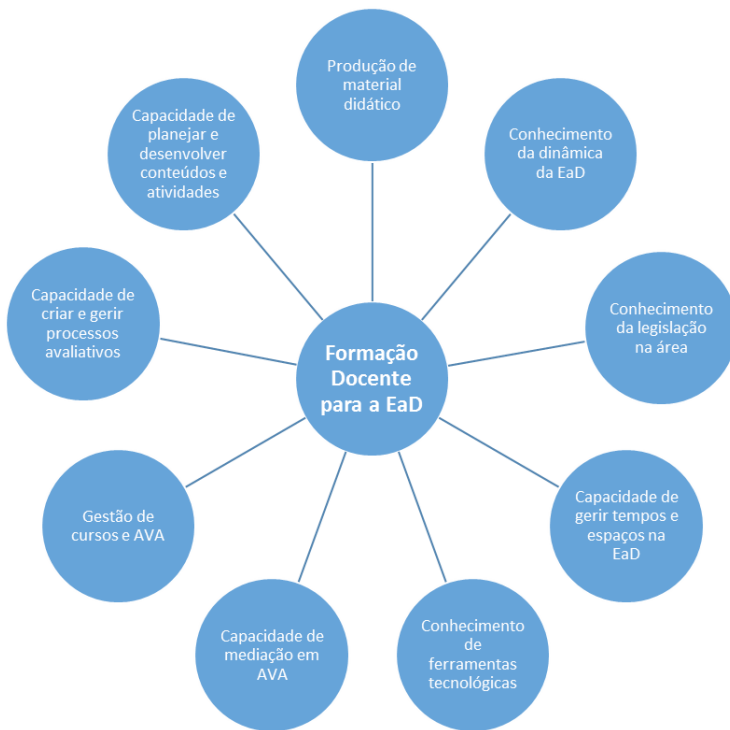 Produção de
material
didático
Conhecimento
da dinâmica
da EaD
Conhecimento
da legislação
na área
Capacidade de
gerir tempos e
espaços na
EaD
Conhecimento
de
ferramentas
tecnológicas
Capacidade de
mediação em
AVA
Gestão de
cursos e AVA
Capacidade de
criar e gerir
processos
avaliativos
Capacidade de
planejar e
desenvolver
conteúdos e
atividades
Formação
Docente
para a EaD